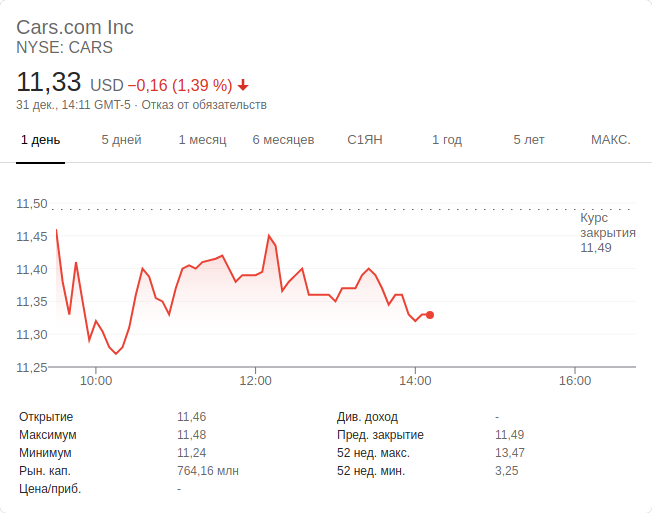 Cars.com Inc
NYSE: CARS
11,33 USD −0,16 (1,39 %)
31 дек., 14:11 GMT-5 · Отказ от обязательств
1 день 5 дней 1 месяц 6 месяцев С1ЯН 1 год 5 лет МАКС.
11,50
Курс
закрытия
11,49
11,45
11,40
11,35
11,30
11,25
10:00 12:00 14:00 16:00
Открытие 11,46 Див. доход -
Максимум 11,48 Пред. закрытие 11,49
Минимум 11,24 52 нед. макс. 13,47
Рын. кап. 764,16 млн 52 нед. мин. 3,25
Цена/приб. -